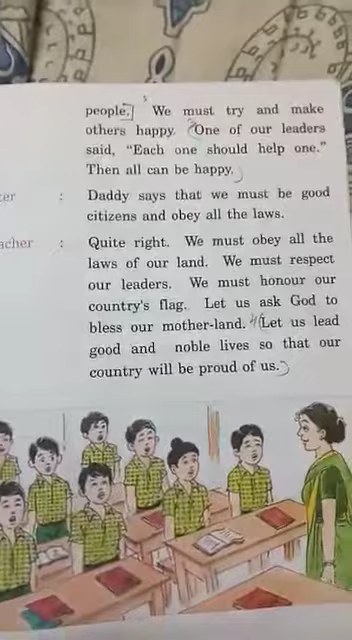 people. We must try and make
others happy. One of our leaders
said, "Each one should help one."
Then all can be happy.
: Daddy says that we must be good
citizens and obey all the laws.
: Quite right. We must obey all the
laws of our land. We must respect
our leaders. We must honour our
country's flag. Let us ask God to
bless our mother-land. Let us lead
good and noble lives so that our
country will be proud of us.